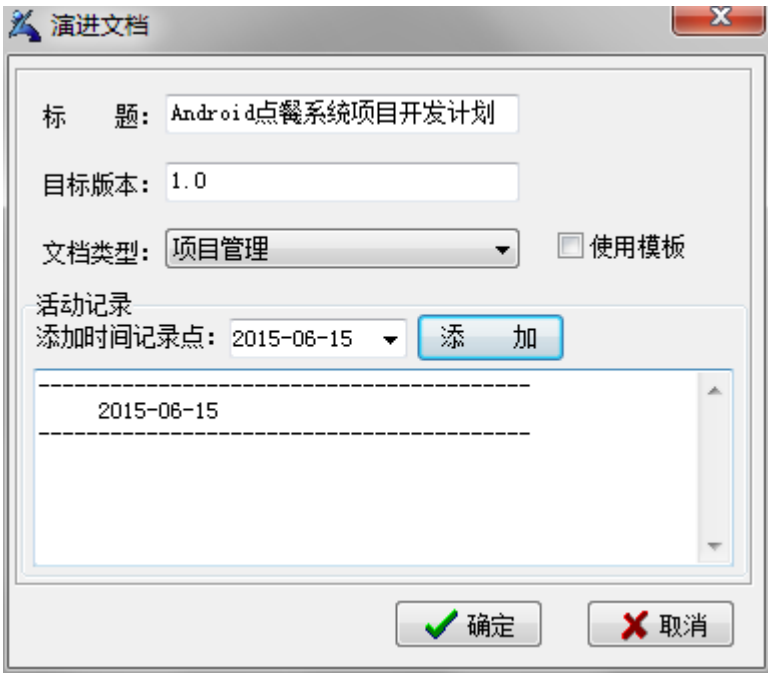 演进文档
标　　题：Android点餐系统项目开发计划
目标版本：1.0
文档类型：项目管理 使用模板
活动记录
添加时间记录点：2015-06-15 添　　加
-----------------------------------------
2015-06-15
-----------------------------------------
确定 取消